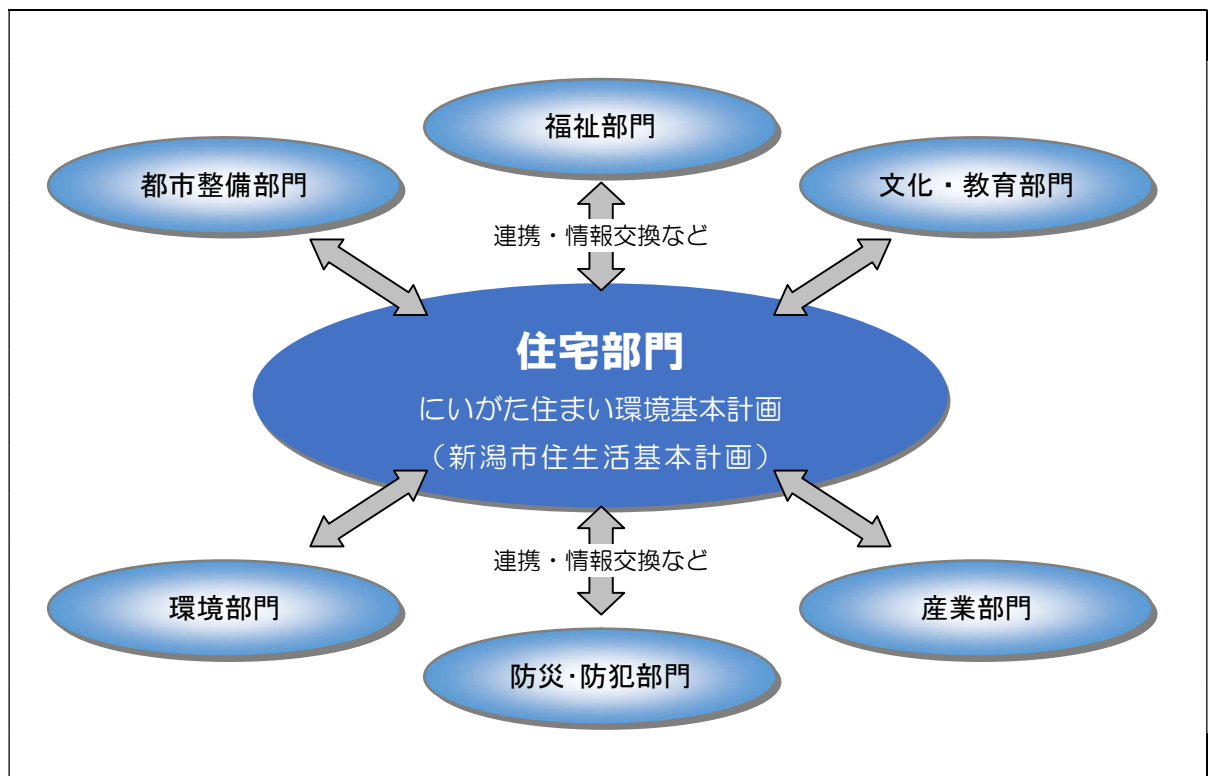 福祉部門
都市整備部門
文化・教育部門
連携・情報交換など
住宅部門
にいがた住まい環境基本計画
（新潟市住生活基本計画）
連携・情報交換など
環境部門
産業部門
防災･防犯部門